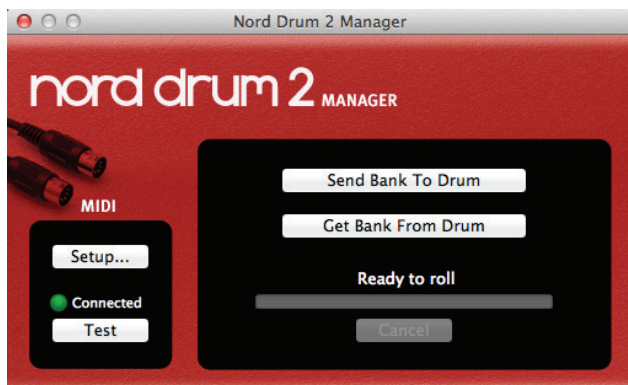 Nord Drum 2 Manager
nord drum 2 MANAGER
MIDI
Setup...
Connected
Test
Send Bank To Drum
Get Bank From Drum
Ready to roll
Cancel